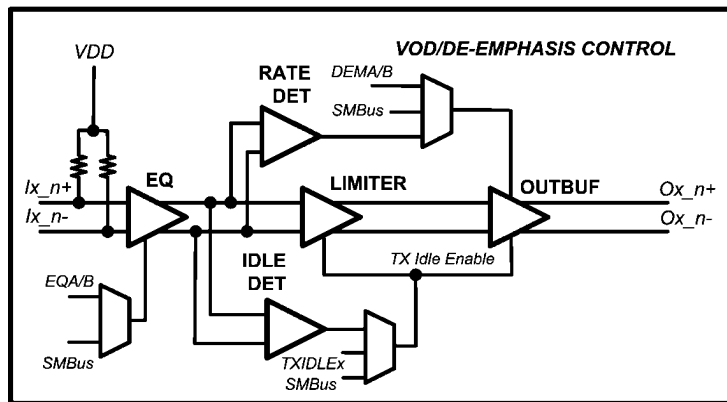 VDD
VOD/DE-EMPHASIS CONTROL
RATE
DET
DEMA/B
SMBus
Ix_n+
Ix_n-
EQ
LIMITER
OUTBUF
Ox_n+
Ox_n-
TX Idle Enable
IDLE
DET
EQA/B
SMBus
TXIDLEx
SMBus